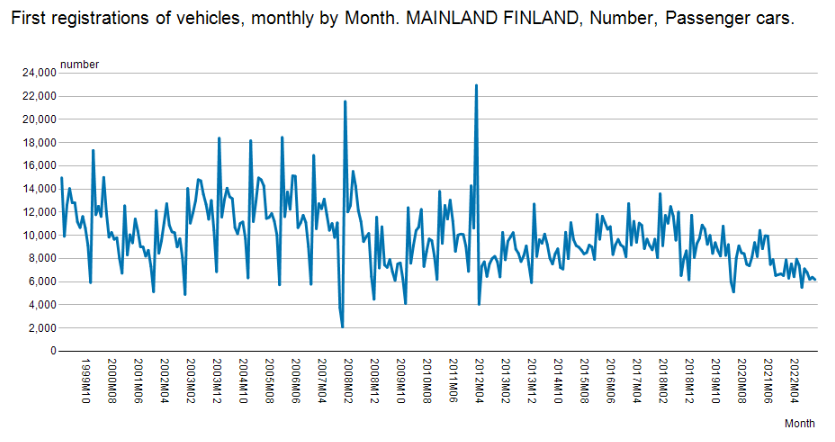 First registrations of vehicles, monthly by Month. MAINLAND FINLAND, Number, Passenger cars.
number
24,000
22,000
20,000
18,000
16,000
14,000
12,000
10,000
8,000
6,000
4,000
2,000
0
1999M10
2000M08
2001M06
2002M04
2003M02
2003M12
2004M10
2005M08
2006M06
2007M04
2008M02
2008M12
2009M10
2010M08
2011M06
2012M04
2013M02
2013M12
2014M10
2015M08
2016M06
2017M04
2018M02
2018M12
2019M10
2020M08
2021M06
2022M04
Month